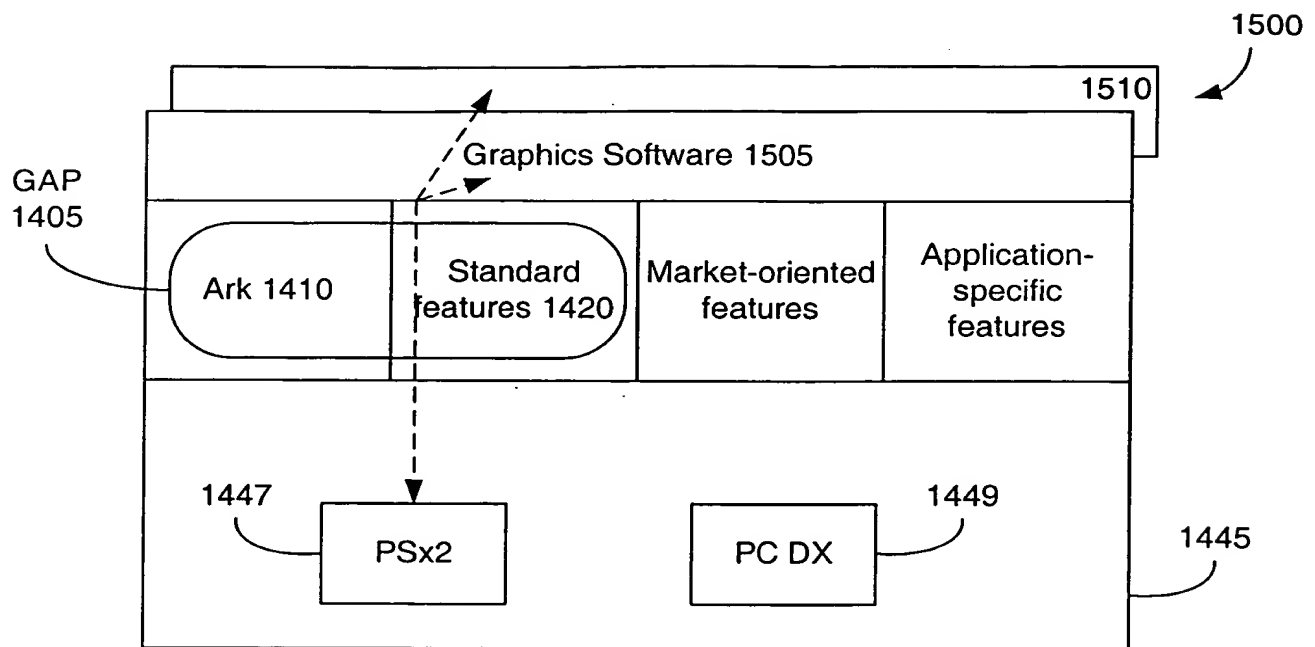 1500
1510
Graphics Software 1505
GAP
1405
Ark 1410
Standard
features 1420
Market-oriented
features
Application-
specific
features
1447
PSx2
1449
PC DX
1445